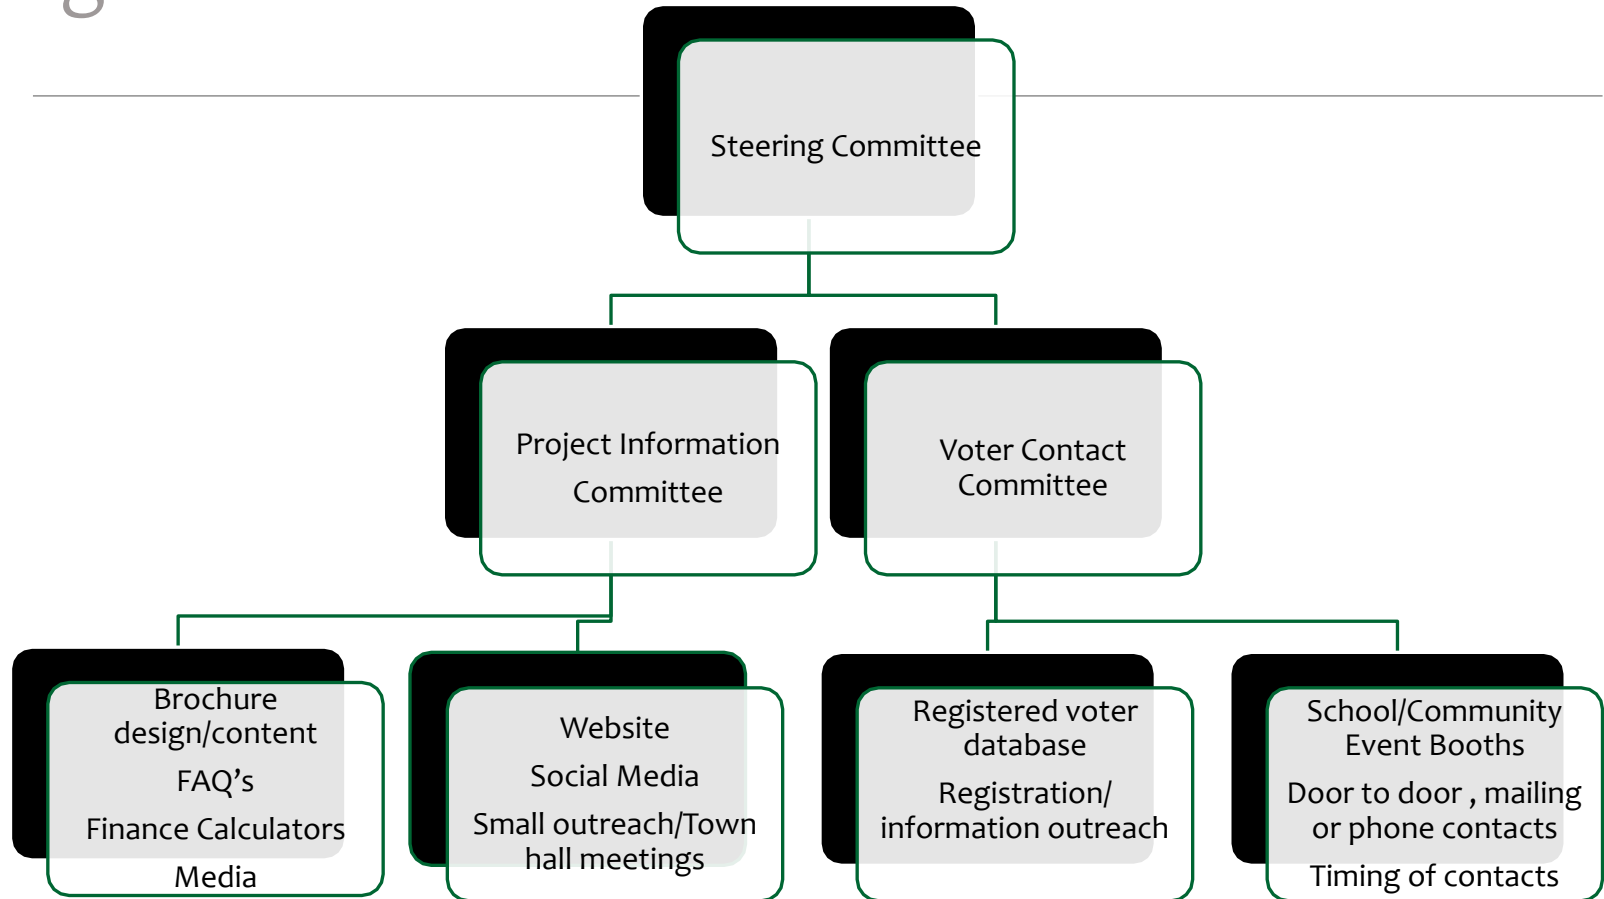 g
Steering Committee
Project Information
Committee
Voter Contact
Committee
Brochure
design/content
FAQ’s
Finance Calculators
Media
Website
Social Media
Small outreach/Town
hall meetings
Registered voter
database
Registration/
information outreach
School/Community
Event Booths
Door to door , mailing
or phone contacts
Timing of contacts